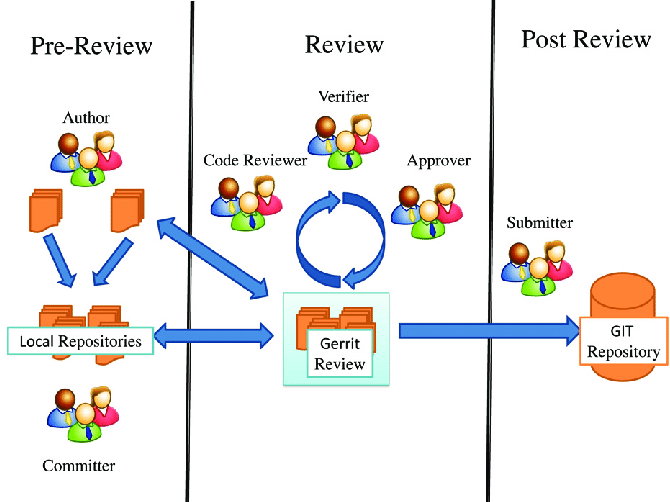 Pre-Review
Review
Post Review
Author
Verifier
Code Reviewer
Approver
Submitter
Local Repositories
Gerrit
Review
GIT
Repository
Committer